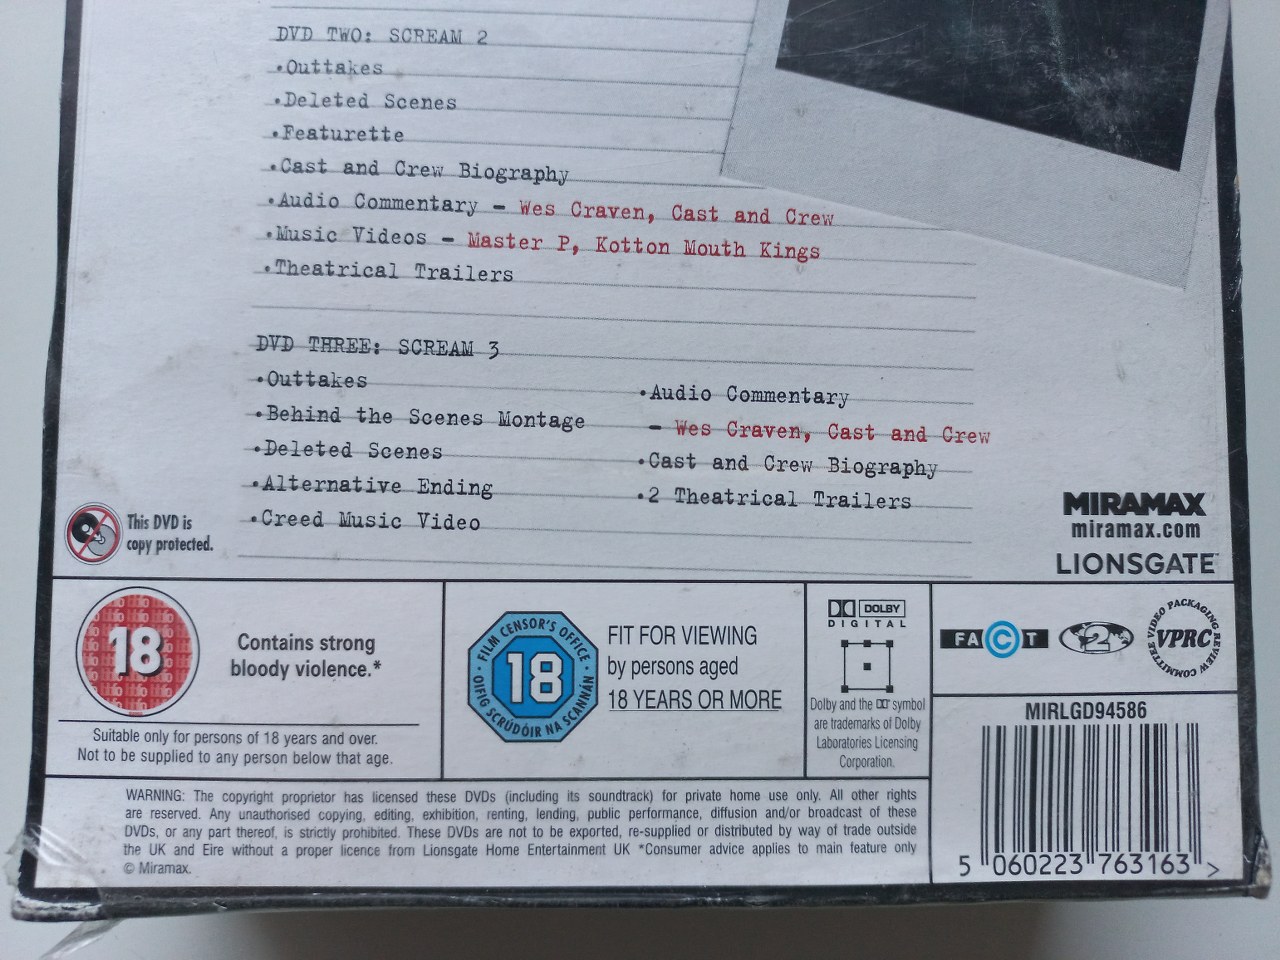 DVD TWO: SCREAM 2
•Outtakes
•Deleted Scenes
•Featurette
•Cast and Crew Biography
•Audio Commentary – Wes Craven, Cast and Crew
•Music Videos – Master P, Kotton Mouth Kings
•Theatrical Trailers
DVD THREE: SCREAM 3
•Outtakes
•Behind the Scenes Montage
•Deleted Scenes
•Alternative Ending
•Creed Music Video
•Audio Commentary
– Wes Craven, Cast and Crew
•Cast and Crew Biography
•2 Theatrical Trailers
This DVD is
copy protected.
MIRAMAX
miramax.com
LIONSGATE
18
Contains strong
bloody violence.*
Suitable only for persons of 18 years and over.
Not to be supplied to any person below that age.
FILM CENSOR'S OFFICE
18
OIFIG SCRÚDÓIR NA SCANNÁN
FIT FOR VIEWING
by persons aged
18 YEARS OR MORE
DOLBY
DIGITAL
Dolby and the DD symbol
are trademarks of Dolby
Laboratories Licensing
Corporation.
FACT
2
VIDEO PACKAGING REVIEW COMMITTEE
VPRC
MIRLGD94586
5 060223 763163 >
WARNING: The copyright proprietor has licensed these DVDs (including its soundtrack) for private home use only. All other rights
are reserved. Any unauthorised copying, editing, exhibition, renting, lending, public performance, diffusion and/or broadcast of these
DVDs, or any part thereof, is strictly prohibited. These DVDs are not to be exported, re-supplied or distributed by way of trade outside
the UK and Eire without a proper licence from Lionsgate Home Entertainment UK *Consumer advice applies to main feature only
© Miramax.